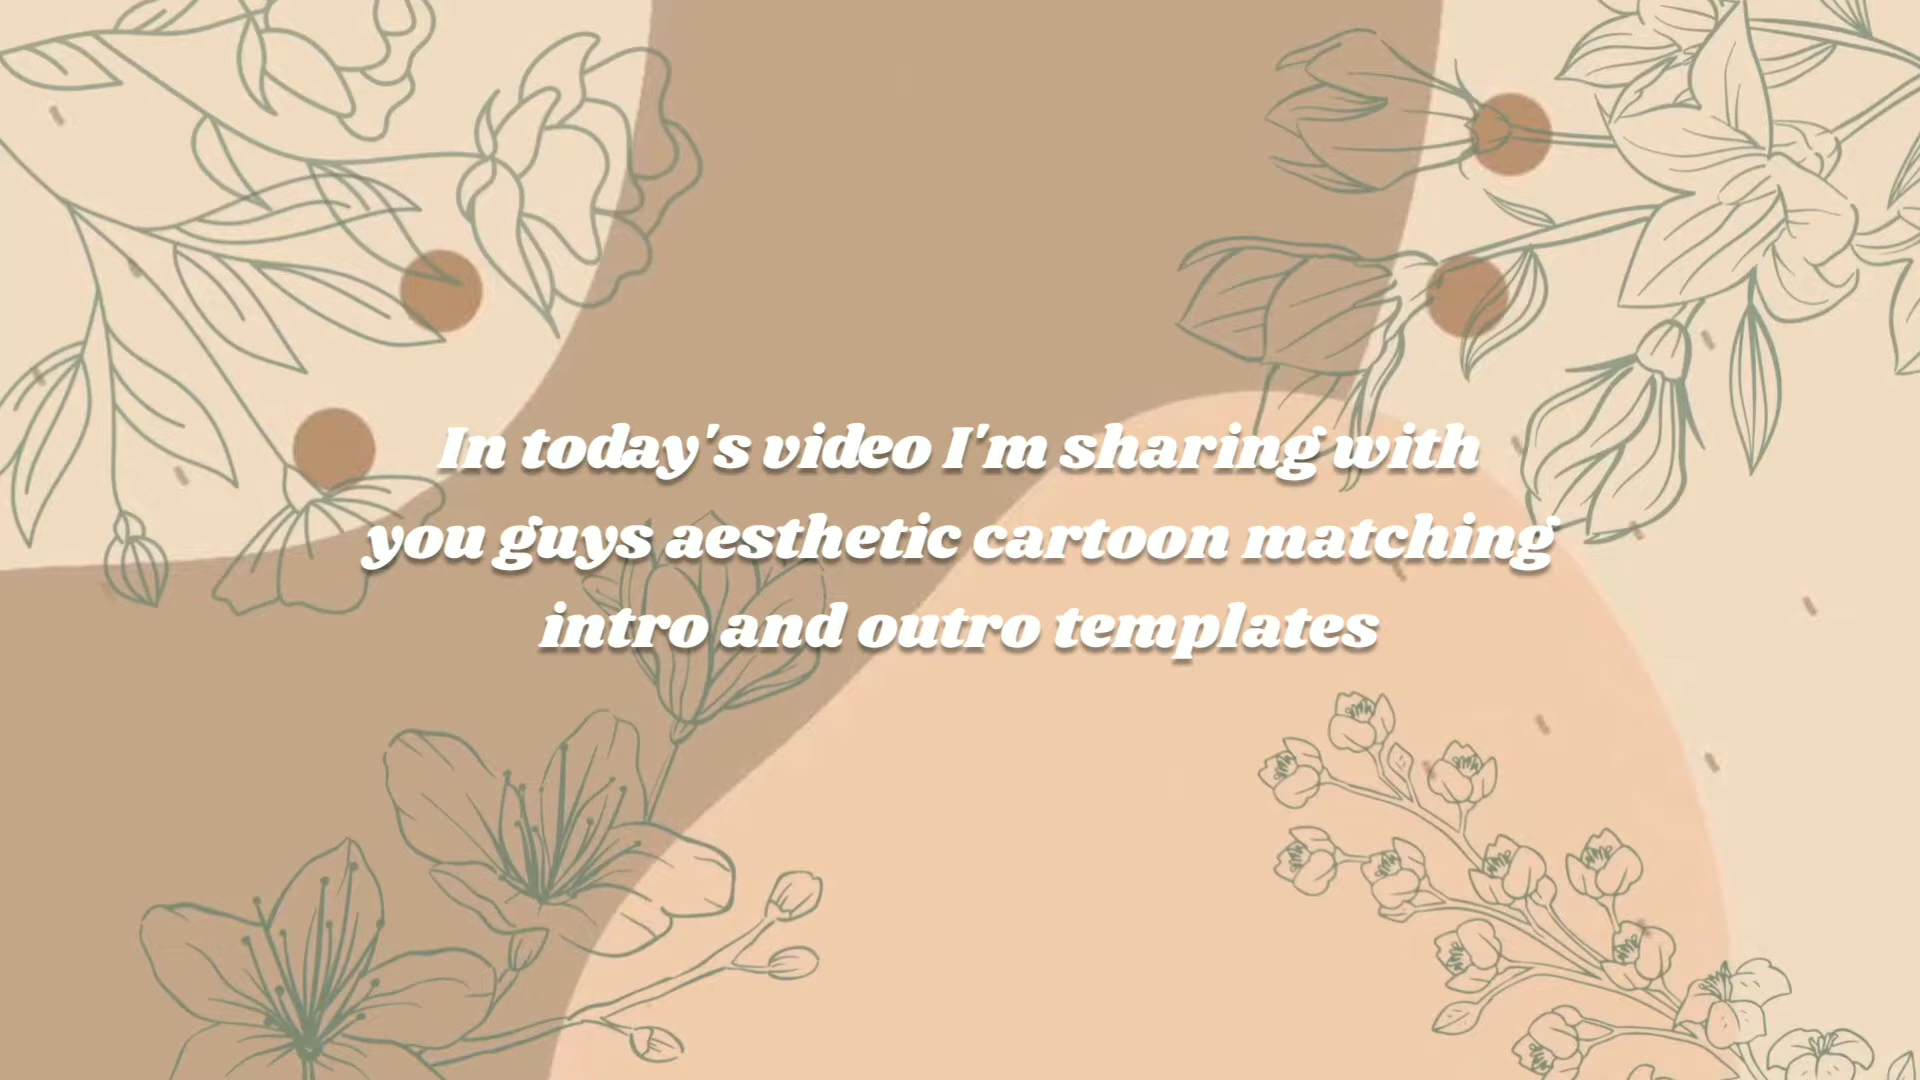 In today's video I'm sharing with
you guys aesthetic cartoon matching
intro and outro templates